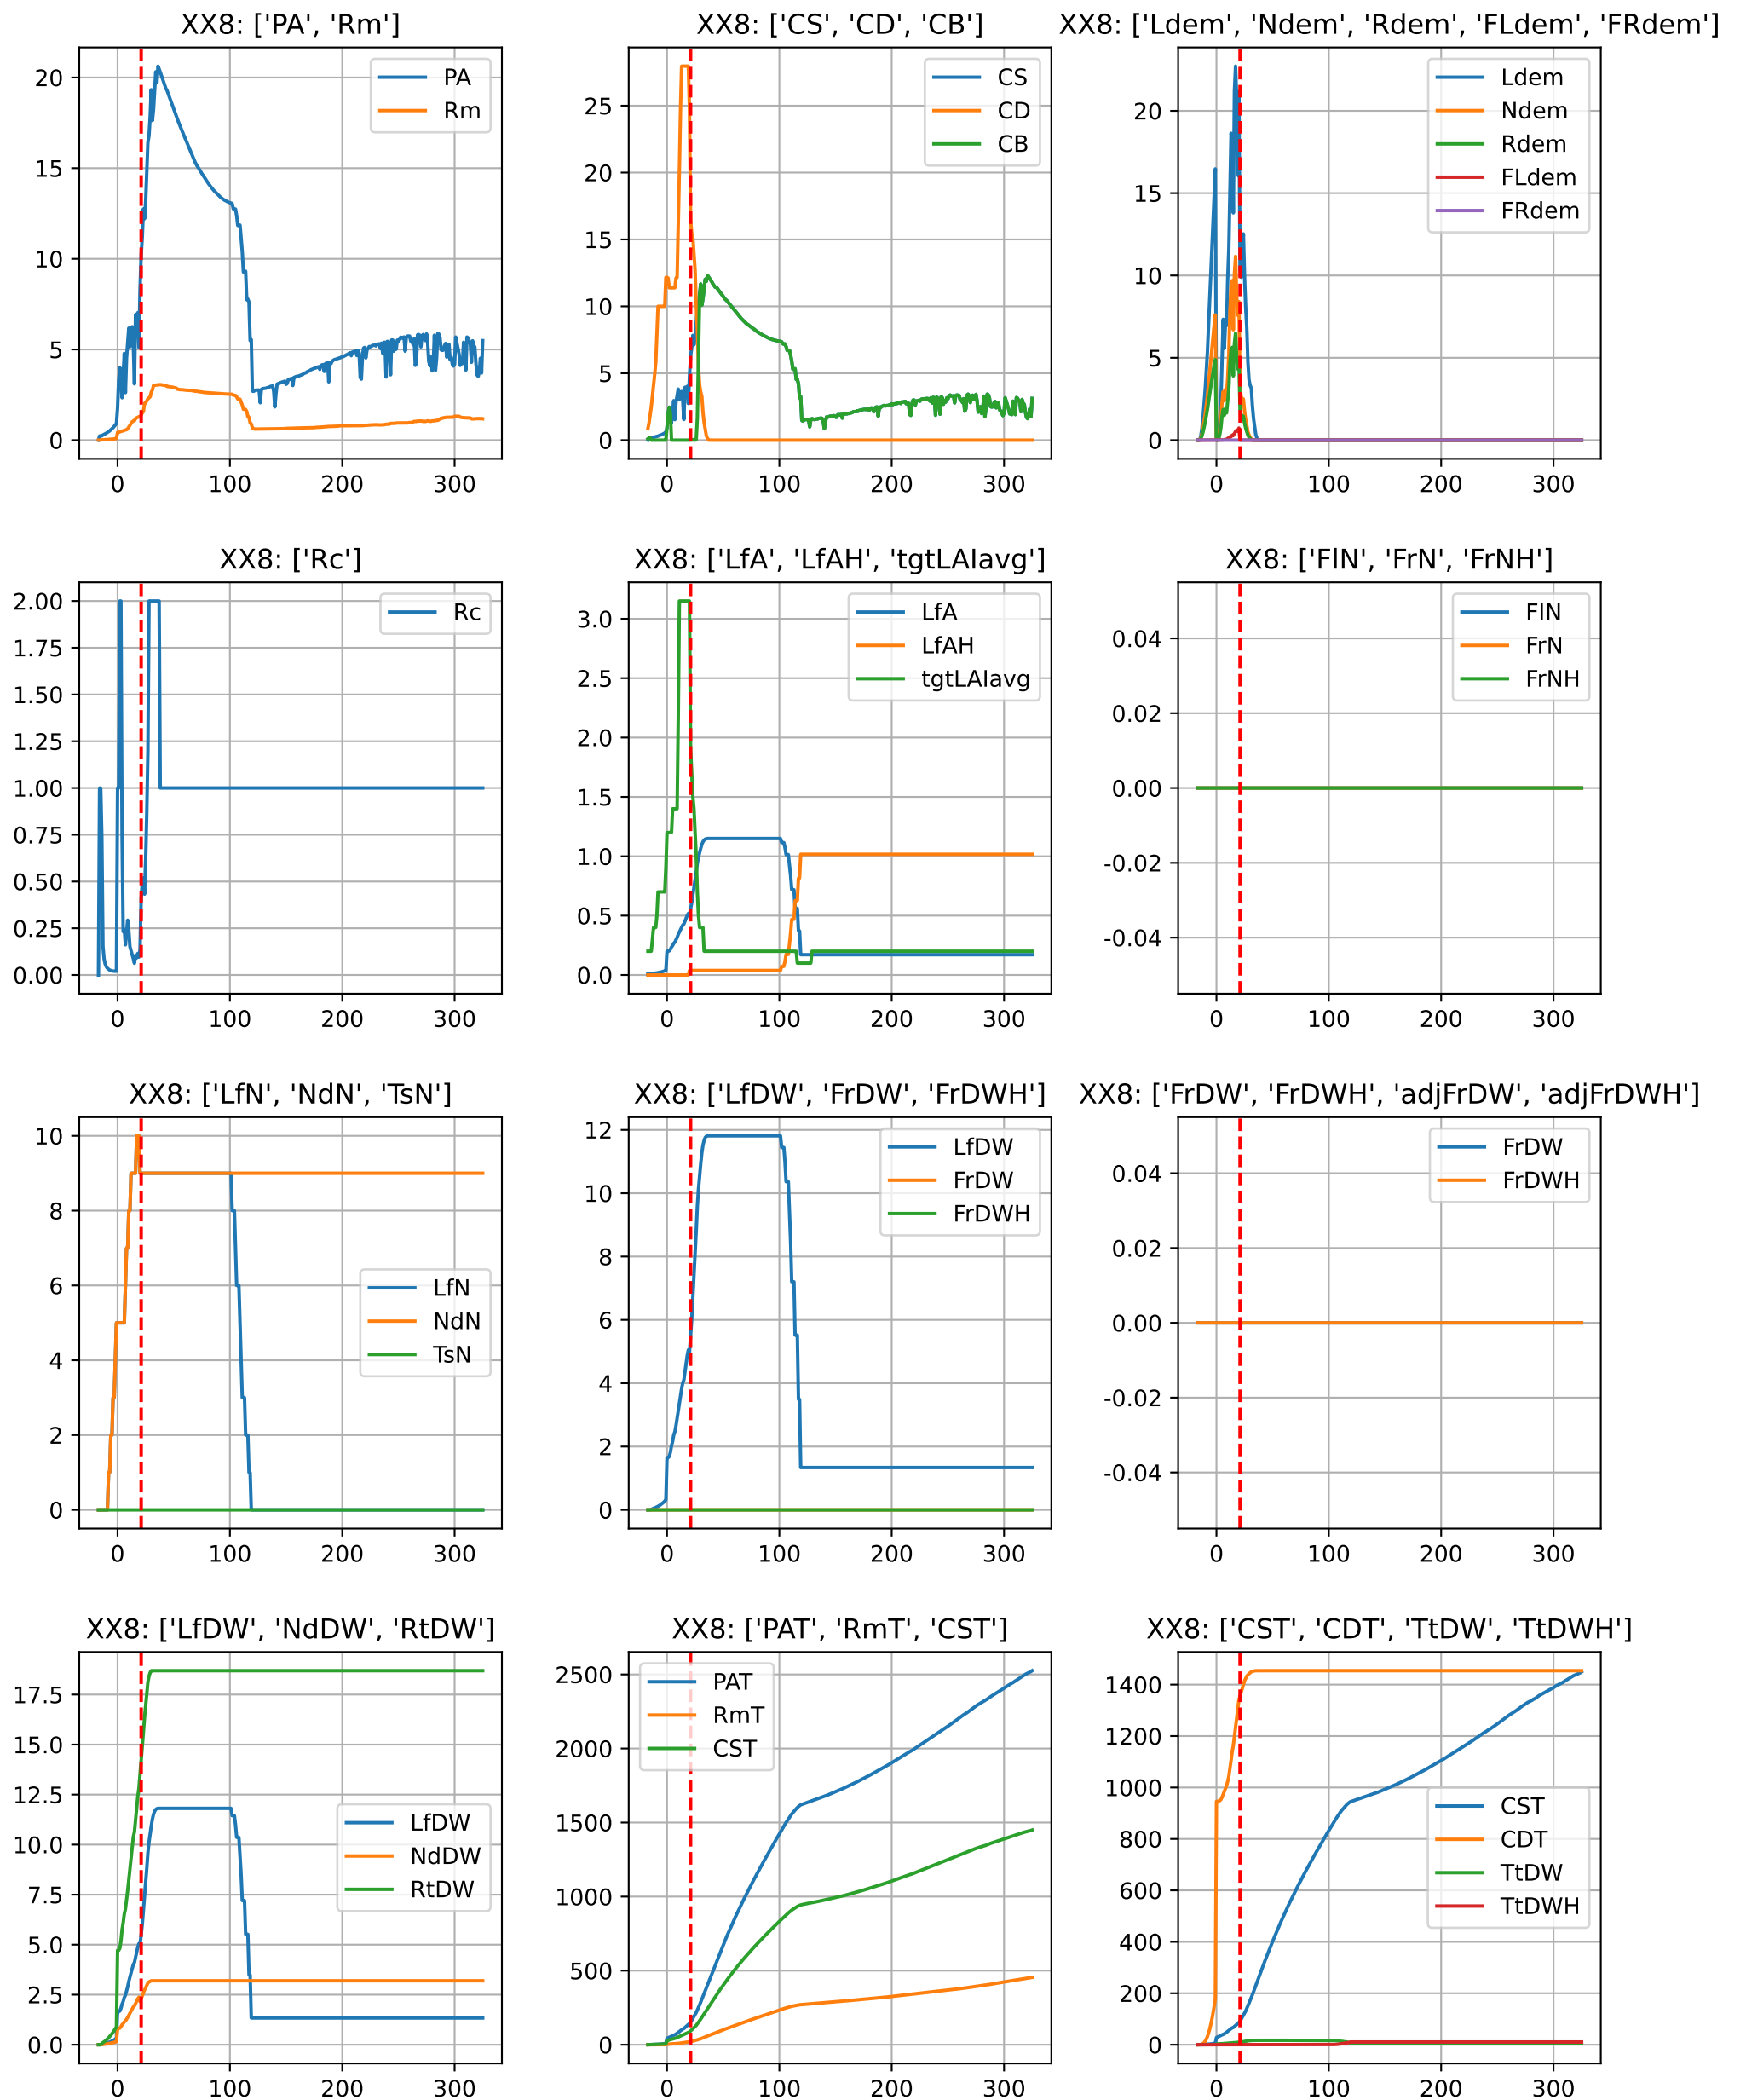 XX8: ['PA', 'Rm']
XX8: ['CS', 'CD', 'CB']
XX8: ['Ldem', 'Ndem', 'Rdem', 'FLdem', 'FRdem']
20
15
10
5
0
0 100 200 300
PA
Rm
25
20
15
10
5
0
0 100 200 300
CS
CD
CB
20
15
10
5
0
0 100 200 300
Ldem
Ndem
Rdem
FLdem
FRdem
XX8: ['Rc']
XX8: ['LfA', 'LfAH', 'tgtLAIavg']
XX8: ['FlN', 'FrN', 'FrNH']
2.00
1.75
1.50
1.25
1.00
0.75
0.50
0.25
0.00
0 100 200 300
Rc
3.0
2.5
2.0
1.5
1.0
0.5
0.0
0 100 200 300
LfA
LfAH
tgtLAIavg
0.04
0.02
0.00
-0.02
-0.04
0 100 200 300
FlN
FrN
FrNH
XX8: ['LfN', 'NdN', 'TsN']
XX8: ['LfDW', 'FrDW', 'FrDWH']
XX8: ['FrDW', 'FrDWH', 'adjFrDW', 'adjFrDWH']
10
8
6
4
2
0
0 100 200 300
LfN
NdN
TsN
12
10
8
6
4
2
0
0 100 200 300
LfDW
FrDW
FrDWH
0.04
0.02
0.00
-0.02
-0.04
0 100 200 300
FrDW
FrDWH
XX8: ['LfDW', 'NdDW', 'RtDW']
XX8: ['PAT', 'RmT', 'CST']
XX8: ['CST', 'CDT', 'TtDW', 'TtDWH']
17.5
15.0
12.5
10.0
7.5
5.0
2.5
0.0
0 100 200 300
LfDW
NdDW
RtDW
2500
2000
1500
1000
500
0
0 100 200 300
PAT
RmT
CST
1400
1200
1000
800
600
400
200
0
0 100 200 300
CST
CDT
TtDW
TtDWH